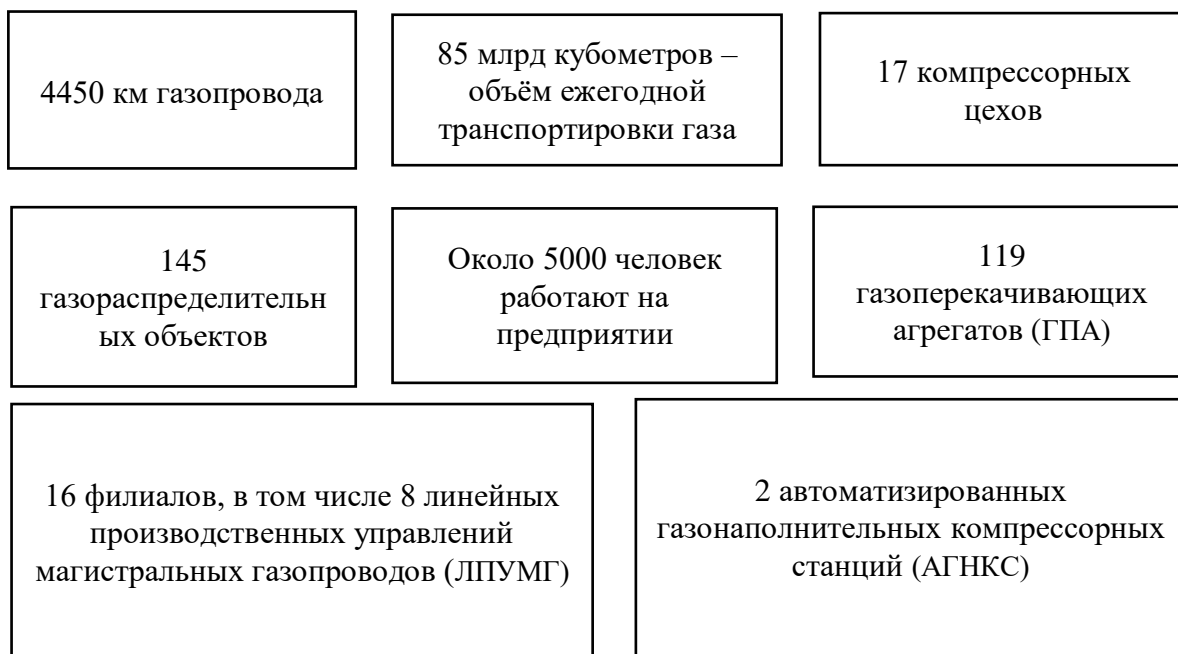 4450 км газопровода
85 млрд кубометров –
объём ежегодной
транспортировки газа
17 компрессорных
цехов
145
газораспределительн
ых объектов
Около 5000 человек
работают на
предприятии
119
газоперекачивающих
агрегатов (ГПА)
16 филиалов, в том числе 8 линейных
производственных управлений
магистральных газопроводов (ЛПУМГ)
2 автоматизированных
газонаполнительных компрессорных
станций (АГНКС)